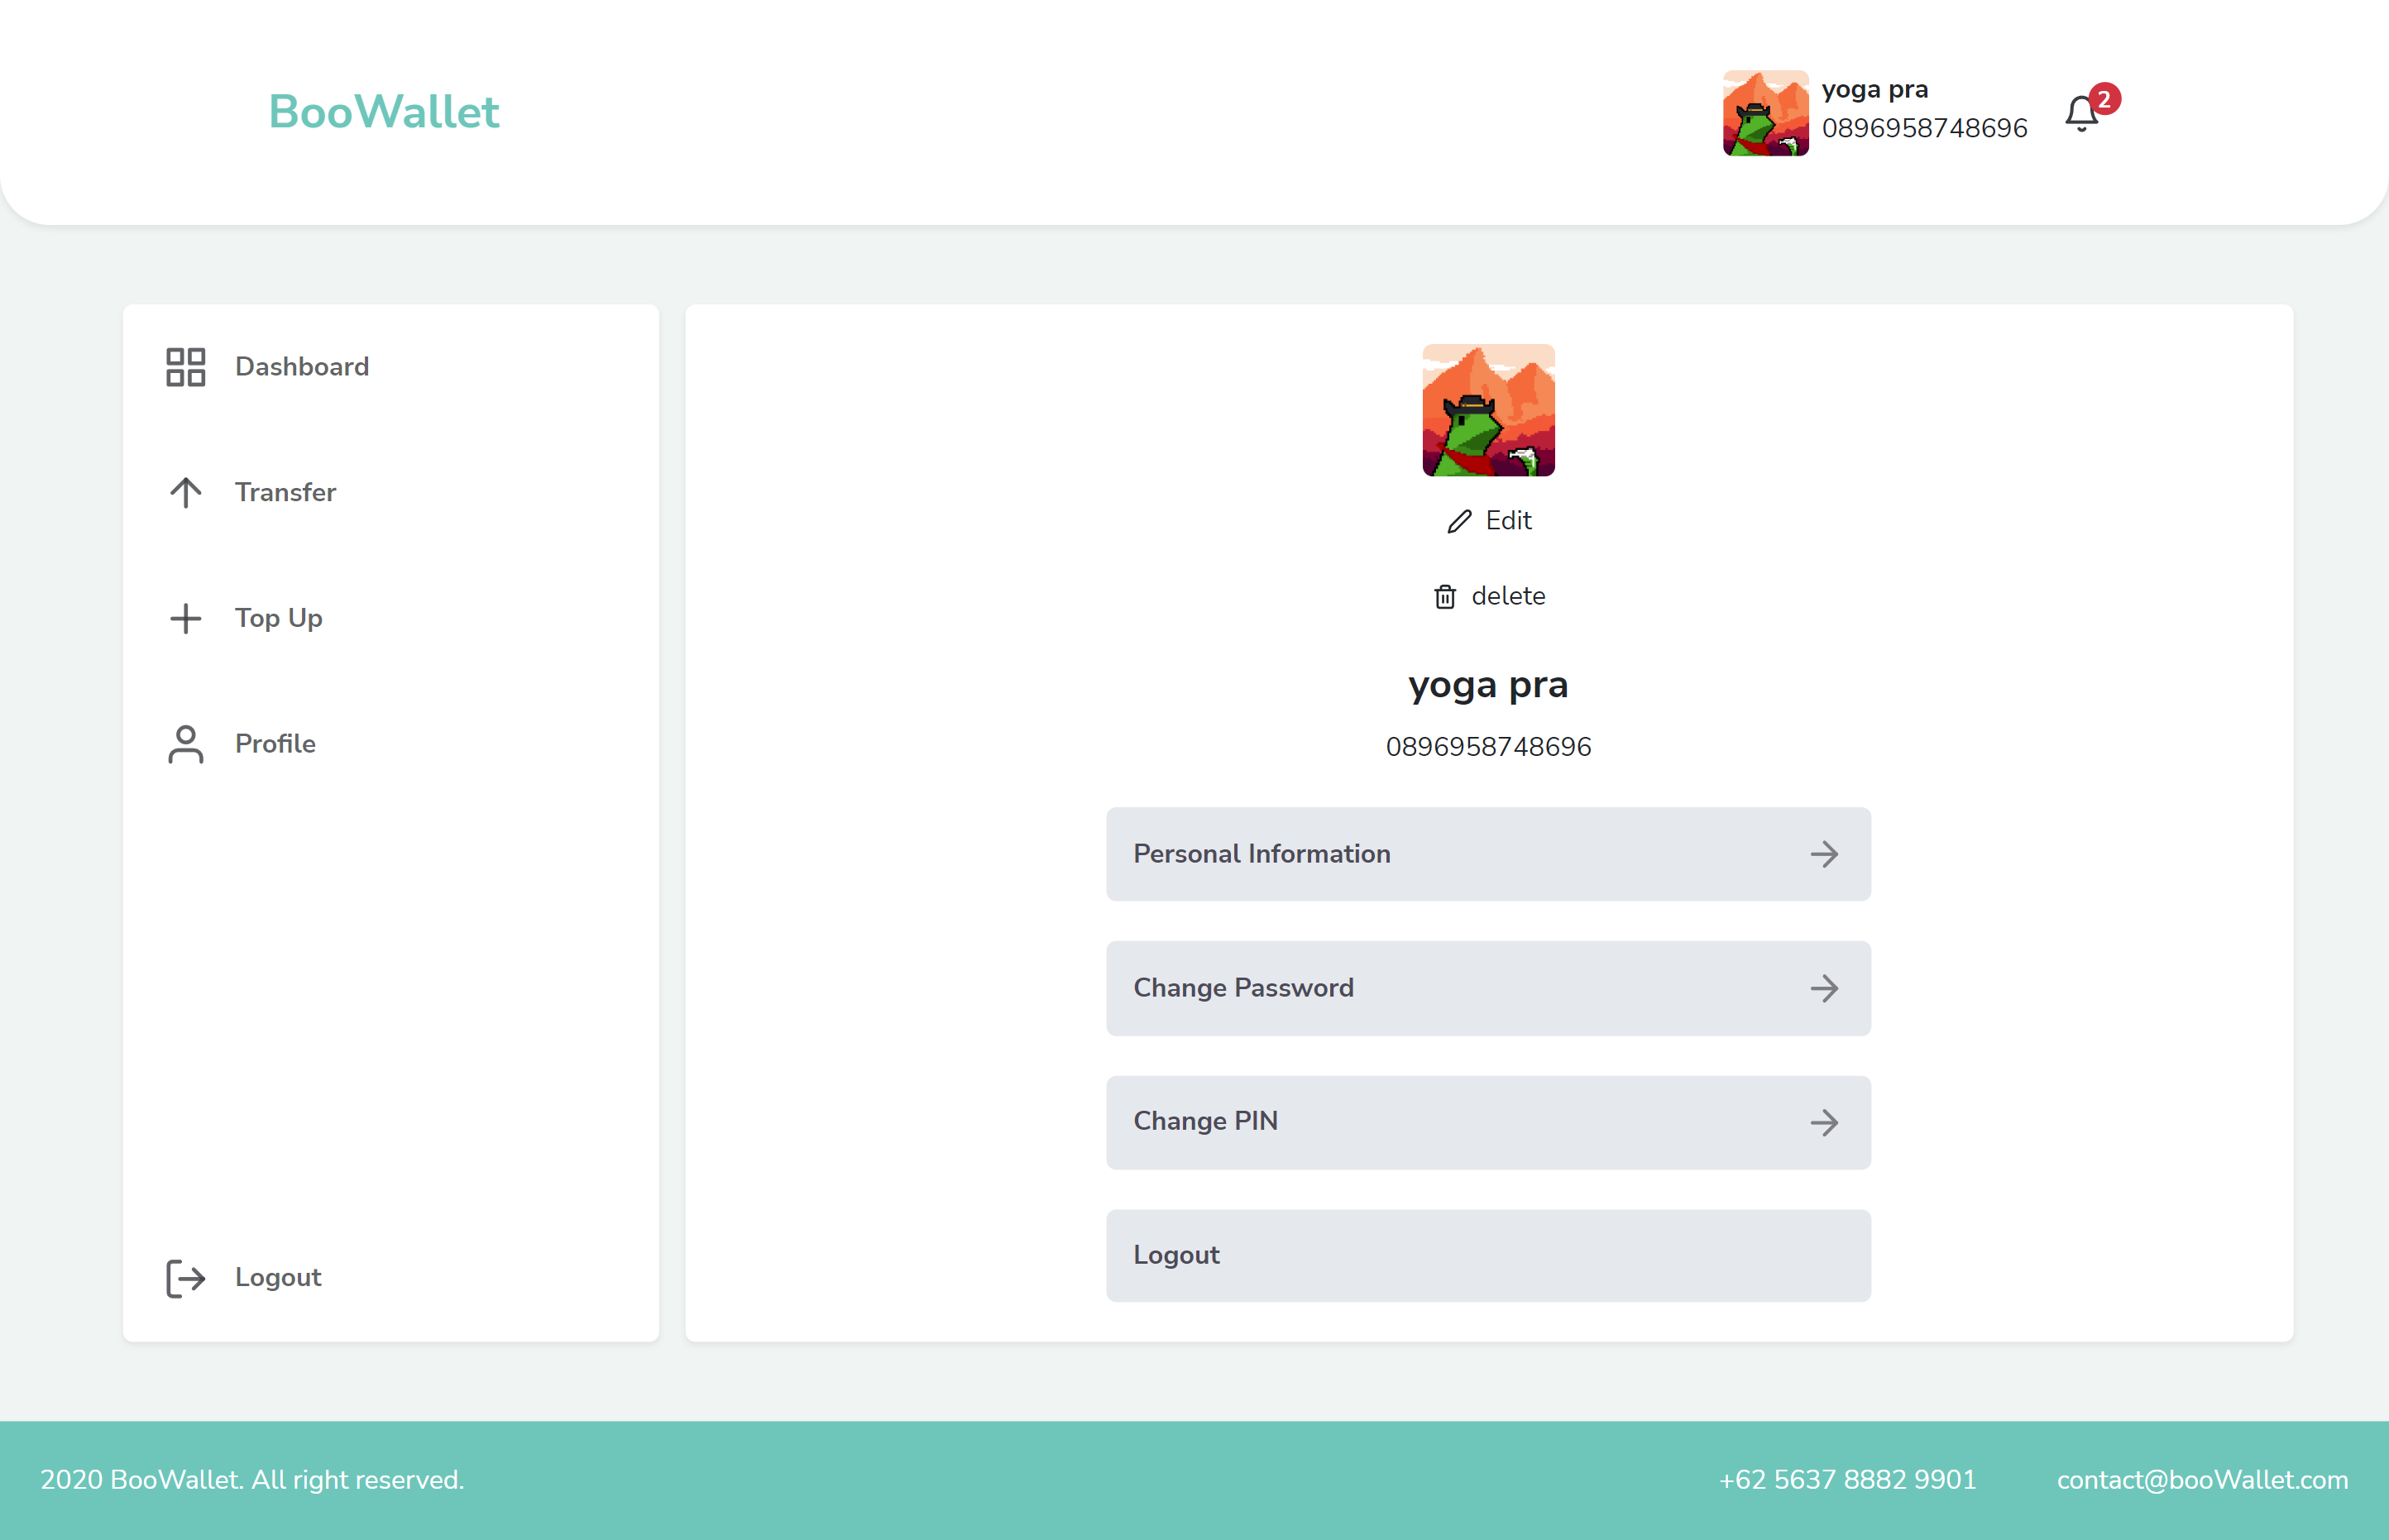 BooWallet
yoga pra
0896958748696
2
Dashboard
Transfer
Top Up
Profile
Logout
Edit
delete
yoga pra
0896958748696
Personal Information
Change Password
Change PIN
Logout
2020 BooWallet. All right reserved.
+62 5637 8882 9901
contact@booWallet.com